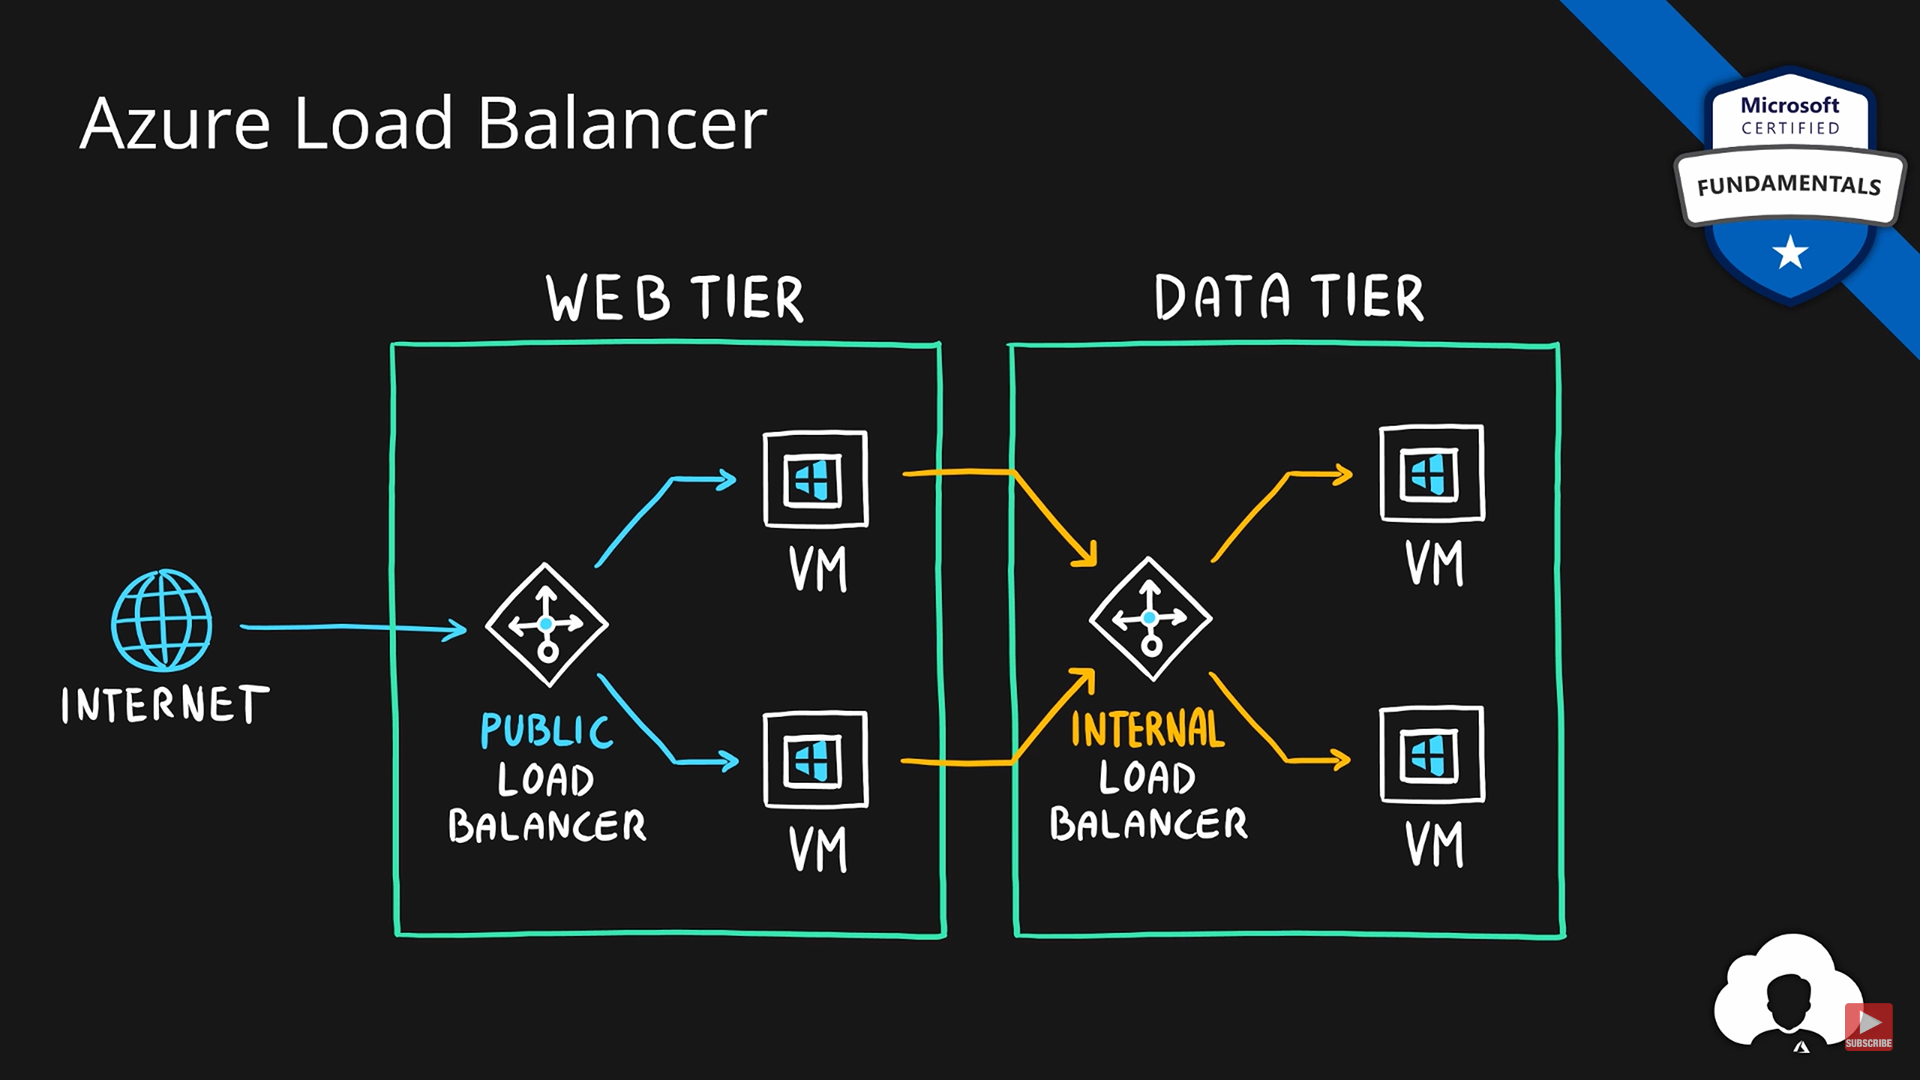 Azure Load Balancer
Microsoft
CERTIFIED
FUNDAMENTALS
WEB TIER
DATA TIER
VM
VM
INTERNET
PUBLIC
LOAD
BALANCER
INTERNAL
LOAD
BALANCER
VM
VM
SUBSCRIBE